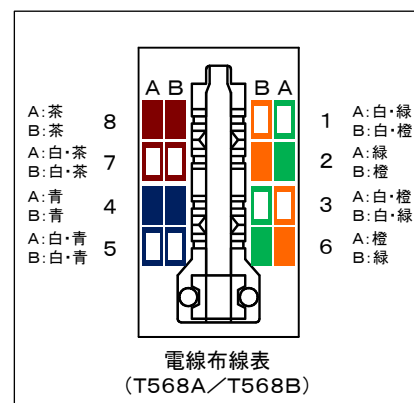 A B
B A
A:茶
B:茶
8
A:白・茶
B:白・茶
7
A:青
B:青
4
A:白・青
B:白・青
5
1
A:白・緑
B:白・橙
2
A:緑
B:橙
3
A:白・橙
B:白・緑
6
A:橙
B:緑
電線布線表
(T568A/T568B)